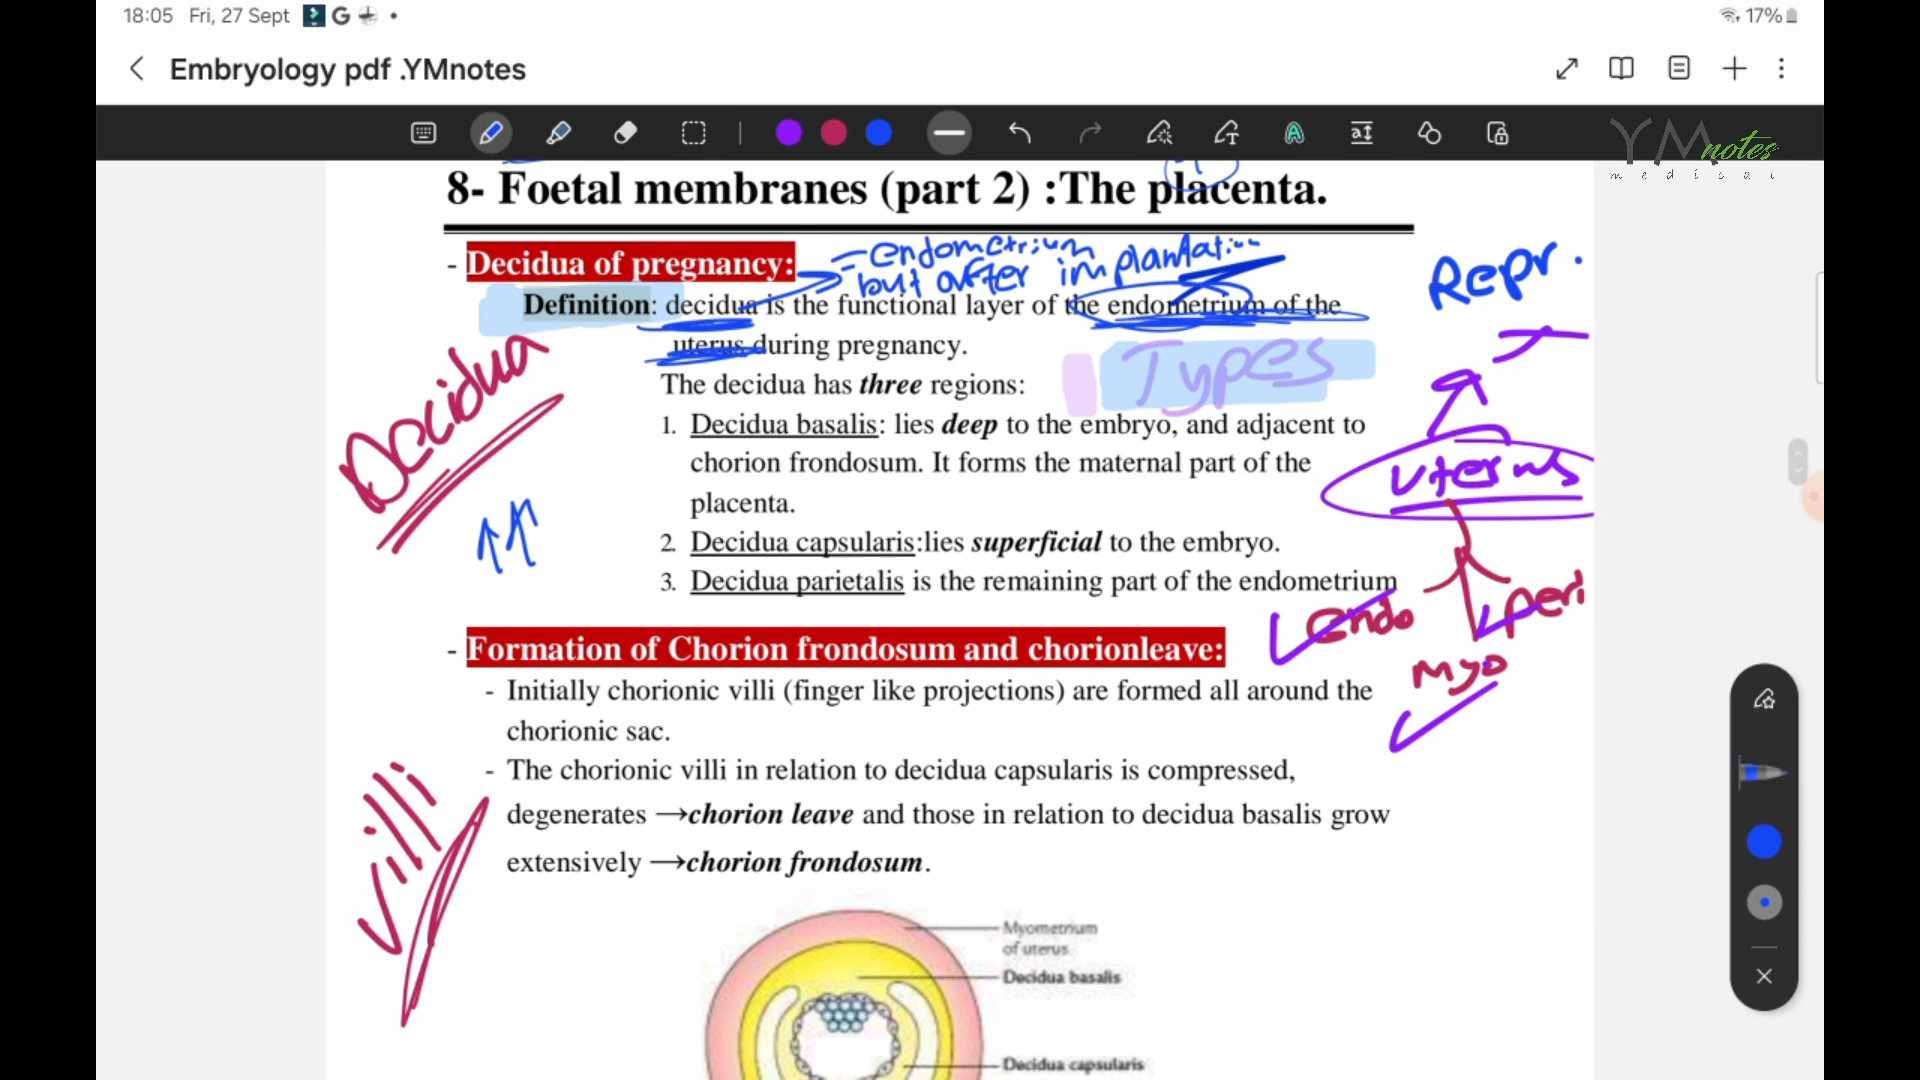 18:05 Fri, 27 Sept G 17%
Embryology pdf .YMnotes
YMnotes
medical
8- Foetal membranes (part 2) :The placenta.
- Decidua of pregnancy:
= endometrium
but after implantation
Repr.
Definition: decidua is the functional layer of the endometrium of the
uterus during pregnancy.
Decidua
Types
The decidua has three regions:
1. Decidua basalis: lies deep to the embryo, and adjacent to
chorion frondosum. It forms the maternal part of the
placenta.
Uterus
2. Decidua capsularis:lies superficial to the embryo.
3. Decidua parietalis is the remaining part of the endometrium
endo
peri
myo
- Formation of Chorion frondosum and chorionleave:
- Initially chorionic villi (finger like projections) are formed all around the
chorionic sac.
- The chorionic villi in relation to decidua capsularis is compressed,
degenerates →chorion leave and those in relation to decidua basalis grow
extensively →chorion frondosum.
villi
Myometrium
of uterus
Decidua basalis
Decidua capsularis